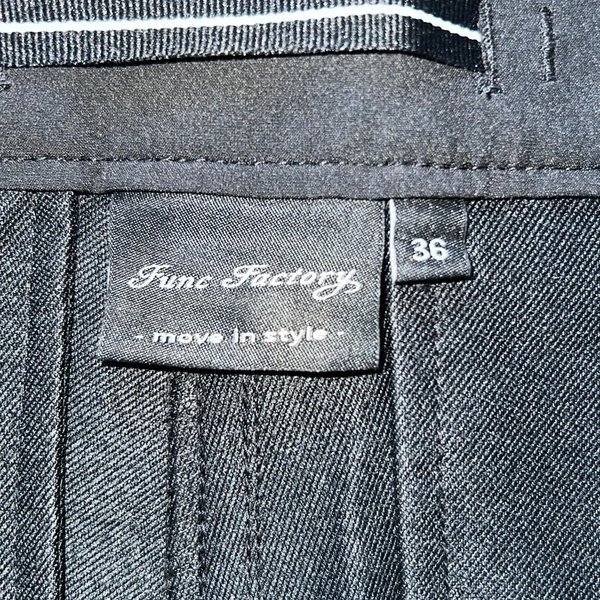 Func Factory
- move in style -
36